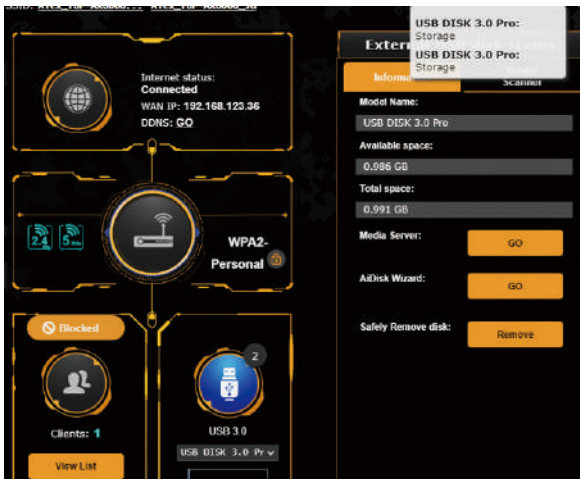 USB DISK 3.0 Pro:
Storage
USB DISK 3.0 Pro:
Storage
Internet status:
Connected
WAN IP: 192.168.123.36
DDNS: GO
2.4
5
WPA2-
Personal
Blocked
Clients: 1
View List
2
USB 3.0
USB DISK 3.0 Pr
Scanner
Model Name:
USB DISK 3.0 Pro
Available space:
0.986 GB
Total space:
0.991 GB
Media Server:
GO
AiDisk Wizard:
GO
Safely Remove disk:
Remove